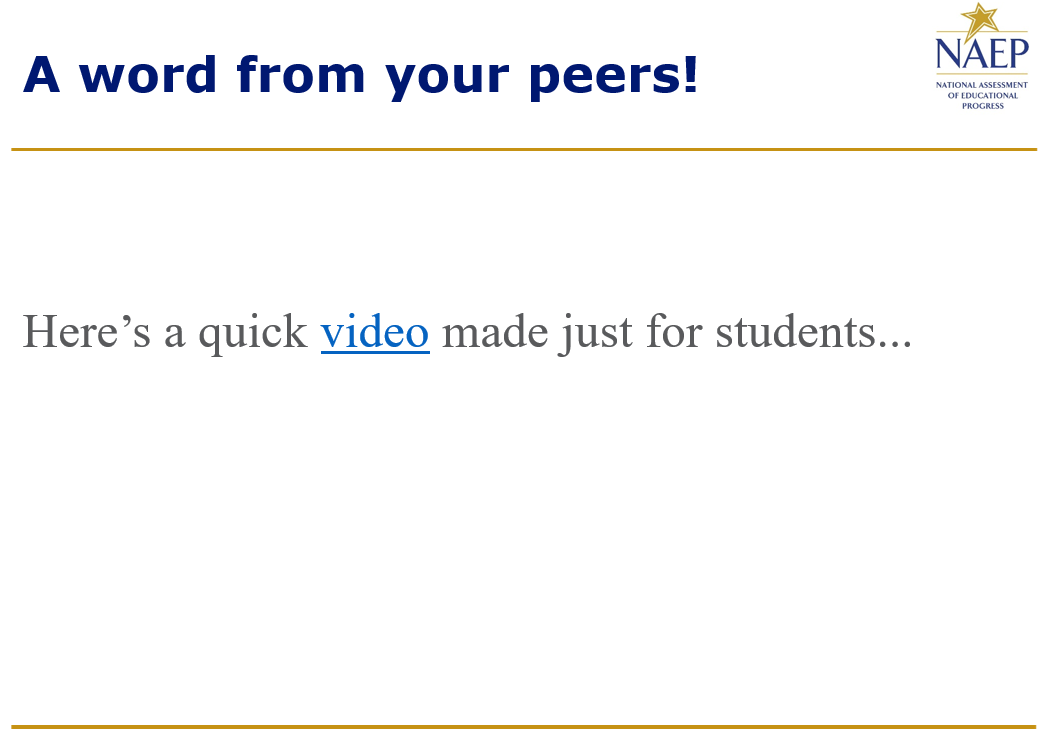 A word from your peers!
NAEP
NATIONAL ASSESSMENT
OF EDUCATIONAL
PROGRESS
Here’s a quick video made just for students...